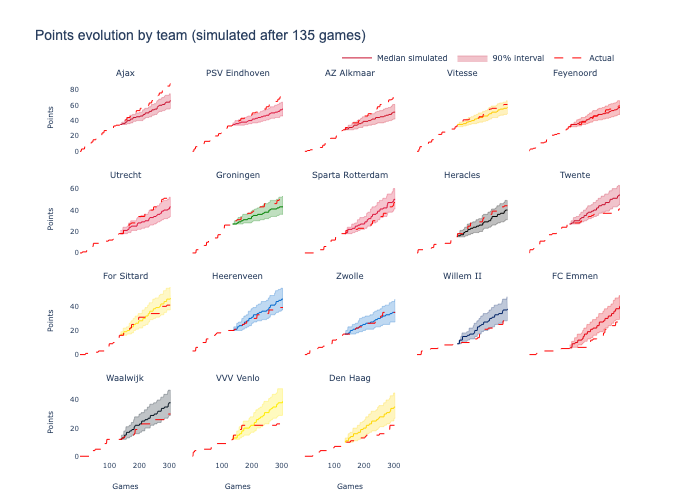 Points evolution by team (simulated after 135 games)
Median simulated 90% interval Actual
Ajax PSV Eindhoven AZ Alkmaar Vitesse Feyenoord
80
60
40
20
0
Points
Utrecht Groningen Sparta Rotterdam Heracles Twente
60
40
20
0
Points
For Sittard Heerenveen Zwolle Willem II FC Emmen
40
20
0
Points
Waalwijk VVV Venlo Den Haag
40
20
0
Points
100 200 300 100 200 300 100 200 300
Games Games Games